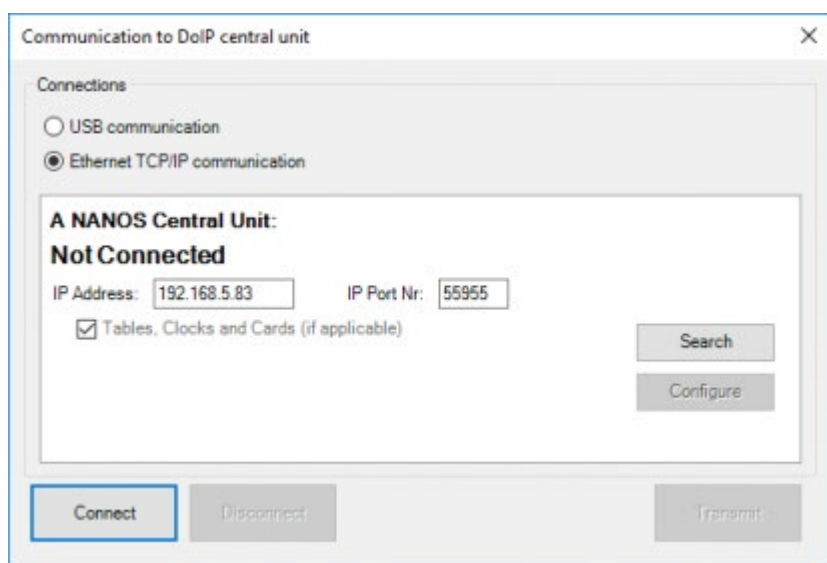 Communication to DoIP central unit
Connections
USB communication
Ethernet TCP/IP communication
A NANOS Central Unit:
Not Connected
IP Address: 192.168.5.83 IP Port Nr: 55955
Tables, Clocks and Cards (if applicable)
Search
Configure
Connect Disconnect Transmit